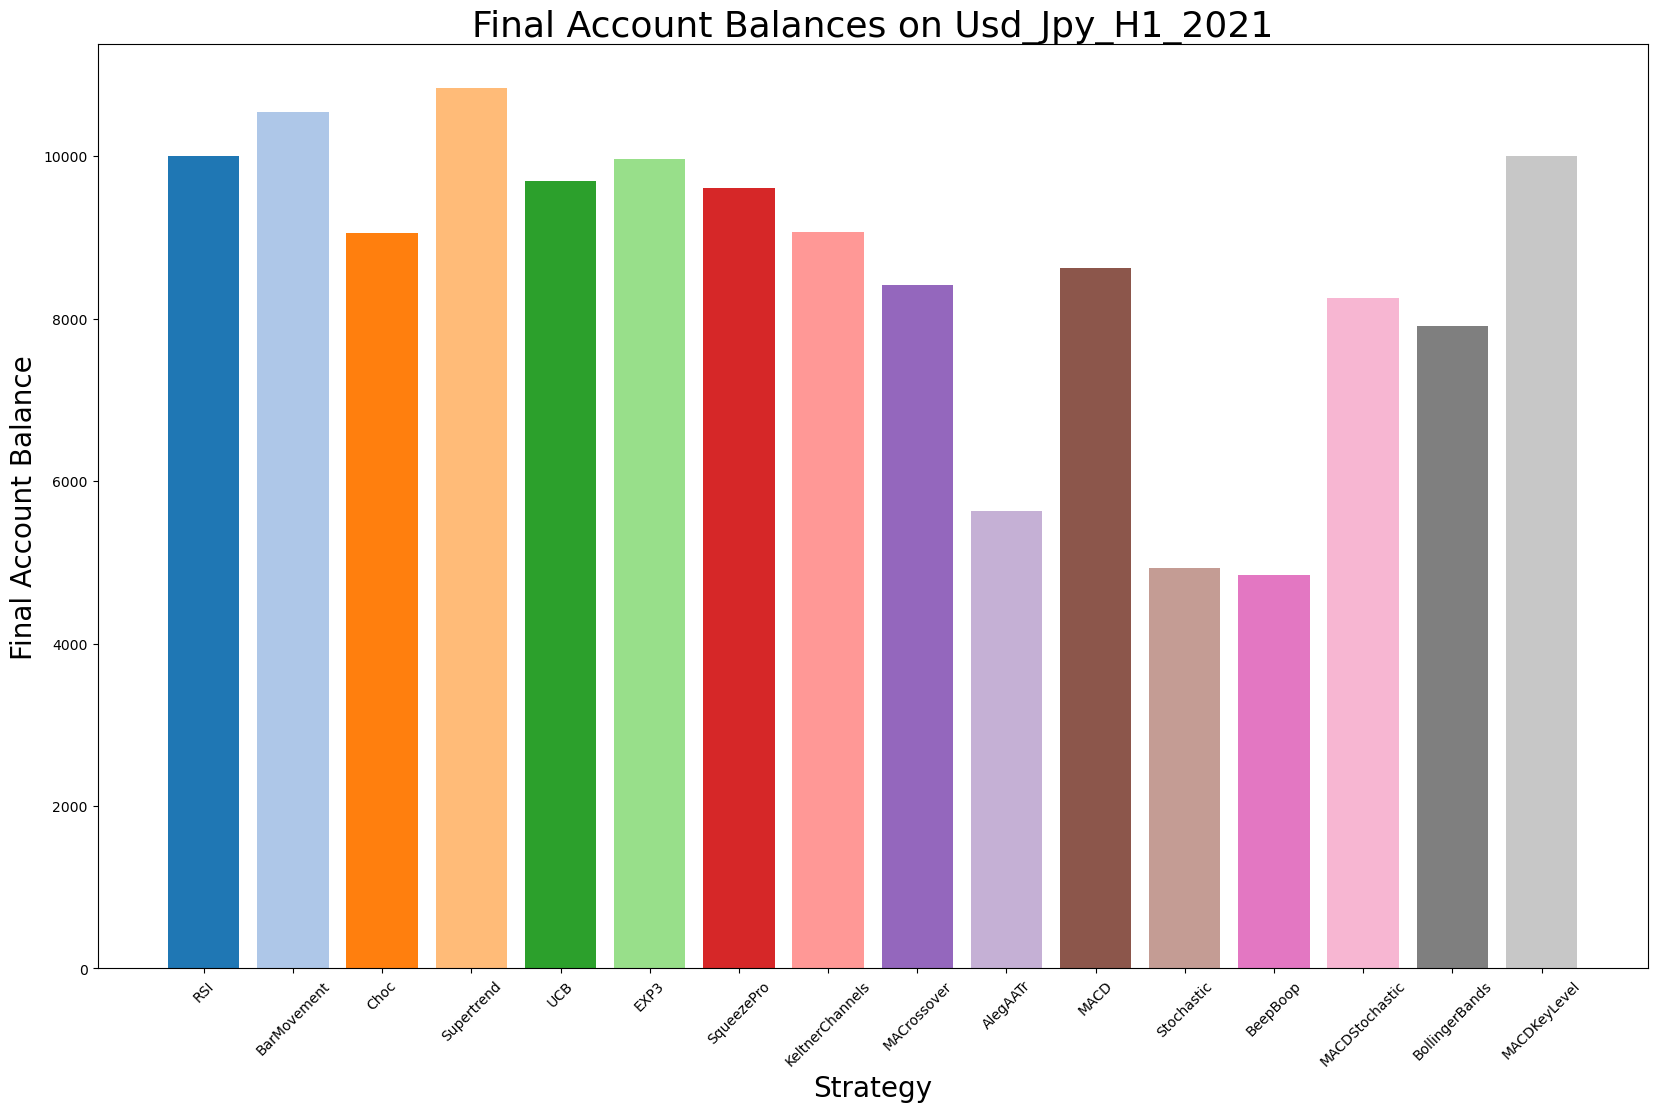 Final Account Balances on Usd_Jpy_H1_2021
Final Account Balance
10000
8000
6000
4000
2000
0
RSI
BarMovement
Choc
Supertrend
UCB
EXP3
SqueezePro
KeltnerChannels
MACrossover
AlegAATr
MACD
Stochastic
BeepBoop
MACDStochastic
BollingerBands
MACDKeyLevel
Strategy